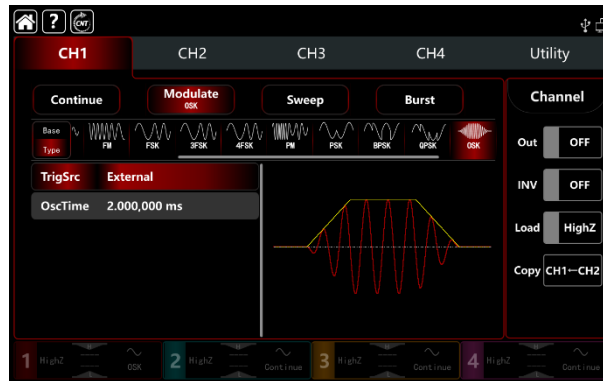 CNT
CH1 CH2 CH3 CH4 Utility
Continue Modulate Sweep Burst Channel
OSK
Base
Type FM FSK 3FSK 4FSK PM PSK BPSK QPSK OSK
Out OFF
TrigSrc External
INV OFF
OscTime 2.000,000 ms
Load HighZ
Copy CH1←CH2
1 HighZ OSK 2 HighZ Continue 3 HighZ Continue 4 HighZ Continue